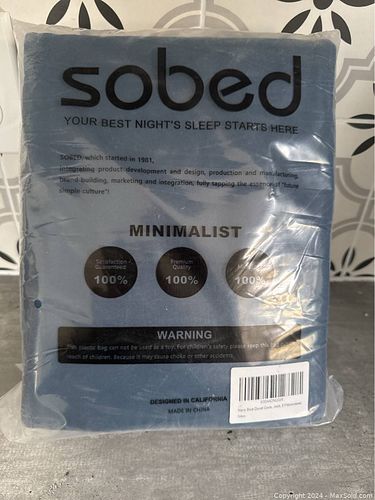 sobed
YOUR BEST NIGHT'S SLEEP STARTS HERE
SOBED, which started in 1981,
integrating product development and design, production and manufacturing,
brand-building, marketing and integration, fully tapping the essence of "future
simple culture"!
MINIMALIST
Satisfaction
Guaranteed
100%
Premium
Quality
100%
100%
WARNING
This plastic bag can not be used as a toy. For children's safety please keep this bag
reach of children. Because it may cause choke or other accidents.
DESIGNED IN CALIFORNIA
MADE IN CHINA
Copyright 2024 - MaxSold.com